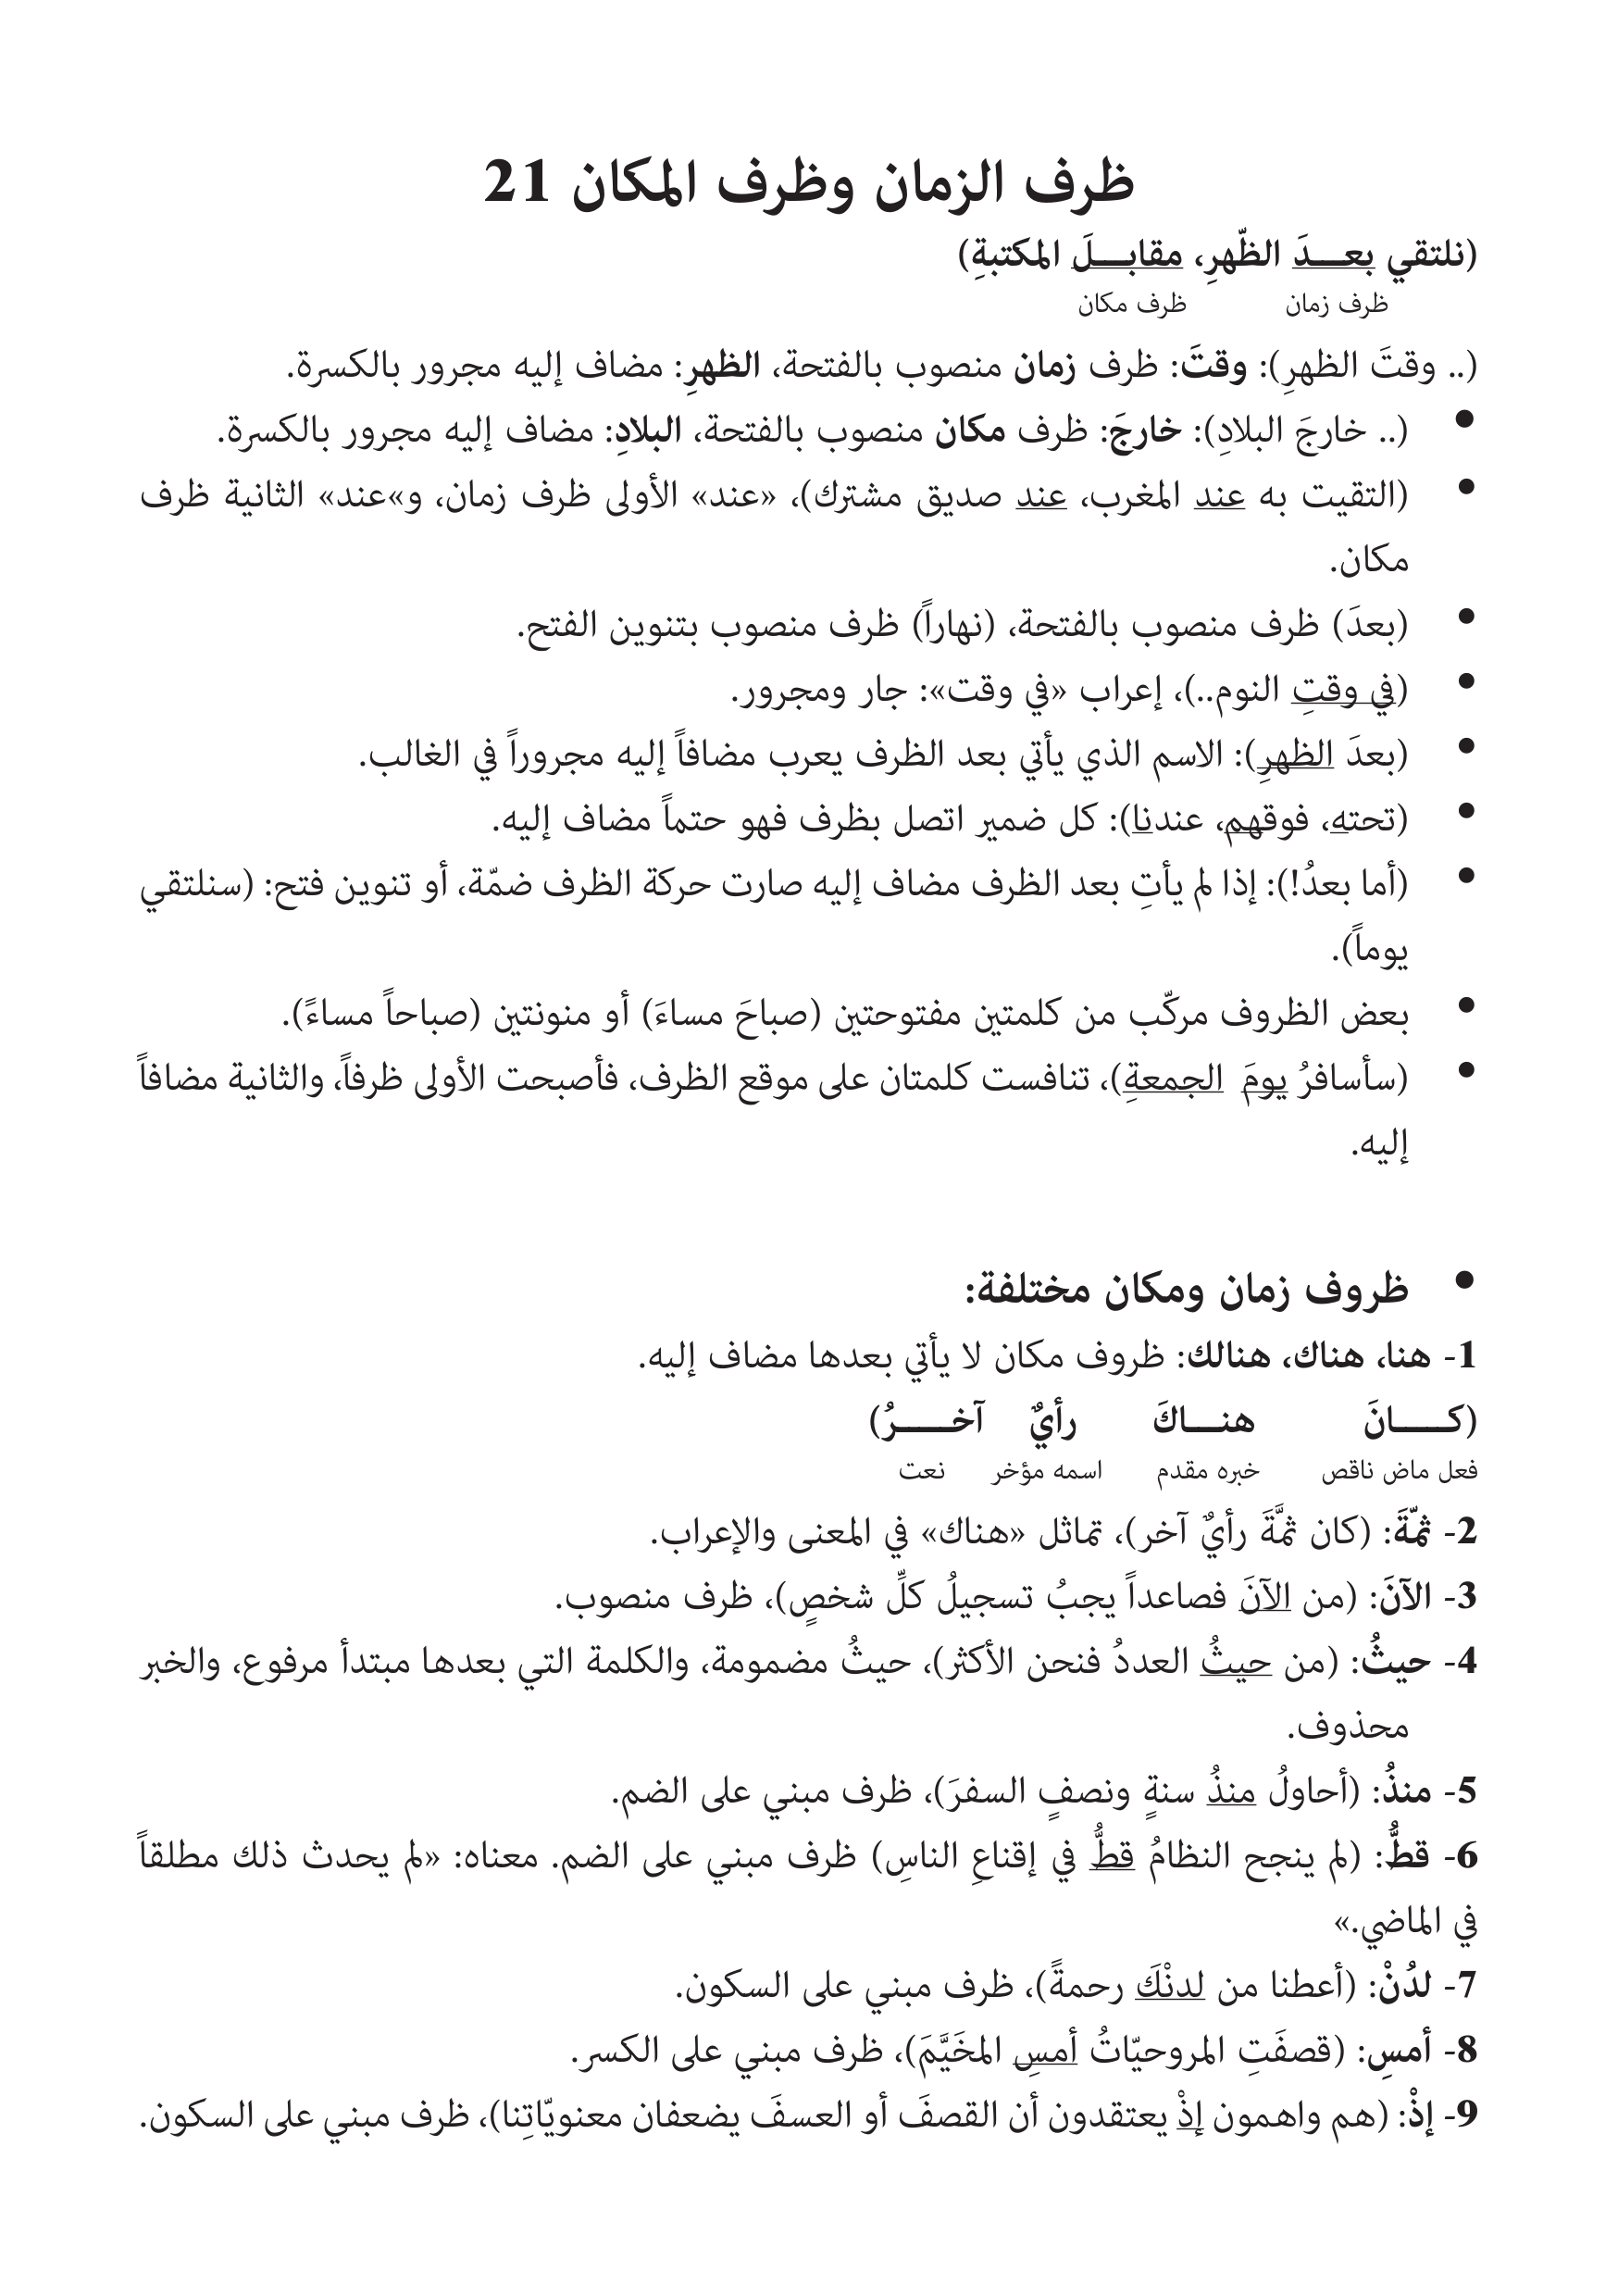 ظرف الزمان وظرف المكان 21
(نلتقي بعـــدَ الظّهرِ، مقابـــلَ المكتبةِ)
ظرف زمان ظرف مكان
(.. وقتَ الظهرِ): وقتَ: ظرف زمان منصوب بالفتحة، الظهرِ: مضاف إليه مجرور بالكسرة.
• (.. خارجَ البلادِ): خارجَ: ظرف مكان منصوب بالفتحة، البلادِ: مضاف إليه مجرور بالكسرة.
• (التقيت به عند المغرب، عند صديق مشترك)، «عند» الأولى ظرف زمان، و»عند» الثانية ظرف
مكان.
• (بعدَ) ظرف منصوب بالفتحة، (نهاراً) ظرف منصوب بتنوين الفتح.
• (في وقتِ النوم..)، إعراب «في وقت»: جار ومجرور.
• (بعدَ الظهرِ): الاسم الذي يأتي بعد الظرف يعرب مضافاً إليه مجروراً في الغالب.
• (تحته، فوقهم، عندنا): كل ضمير اتصل بظرف فهو حتماً مضاف إليه.
• (أما بعدُ!): إذا لم يأتِ بعد الظرف مضاف إليه صارت حركة الظرف ضمّة، أو تنوين فتح: (سنلتقي
يوماً).
• بعض الظروف مركّب من كلمتين مفتوحتين (صباحَ مساءَ) أو منونتين (صباحاً مساءً).
• (سأسافرُ يومَ الجمعةِ)، تنافست كلمتان على موقع الظرف، فأصبحت الأولى ظرفاً، والثانية مضافاً
إليه.
• ظروف زمان ومكان مختلفة:
1- هنا، هناك، هنالك: ظروف مكان لا يأتي بعدها مضاف إليه.
(كـــــانَ هنـــاكَ رأيٌ آخـــــرُ)
فعل ماض ناقص خبره مقدم اسمه مؤخر نعت
2- ثمّةَ: (كان ثمَّةَ رأيٌ آخر)، تماثل «هناك» في المعنى والإعراب.
3- الآنَ: (من الآنَ فصاعداً يجبُ تسجيلُ كلِّ شخصٍ)، ظرف منصوب.
4- حيثُ: (من حيثُ العددُ فنحن الأكثر)، حيثُ مضمومة، والكلمة التي بعدها مبتدأ مرفوع، والخبر
محذوف.
5- منذُ: (أحاولُ منذُ سنةٍ ونصفٍ السفرَ)، ظرف مبني على الضم.
6- قطُّ: (لم ينجح النظامُ قطُّ في إقناعِ الناسِ) ظرف مبني على الضم. معناه: «لم يحدث ذلك مطلقاً
في الماضي.»
7- لدُنْ: (أعطنا من لدنْكَ رحمةً)، ظرف مبني على السكون.
8- أمسِ: (قصفَتِ المروحيّاتُ أمسِ المخَيَّمَ)، ظرف مبني على الكسر.
9- إذْ: (هم واهمون إذْ يعتقدون أن القصفَ أو العسفَ يضعفان معنويّاتِنا)، ظرف مبني على السكون.